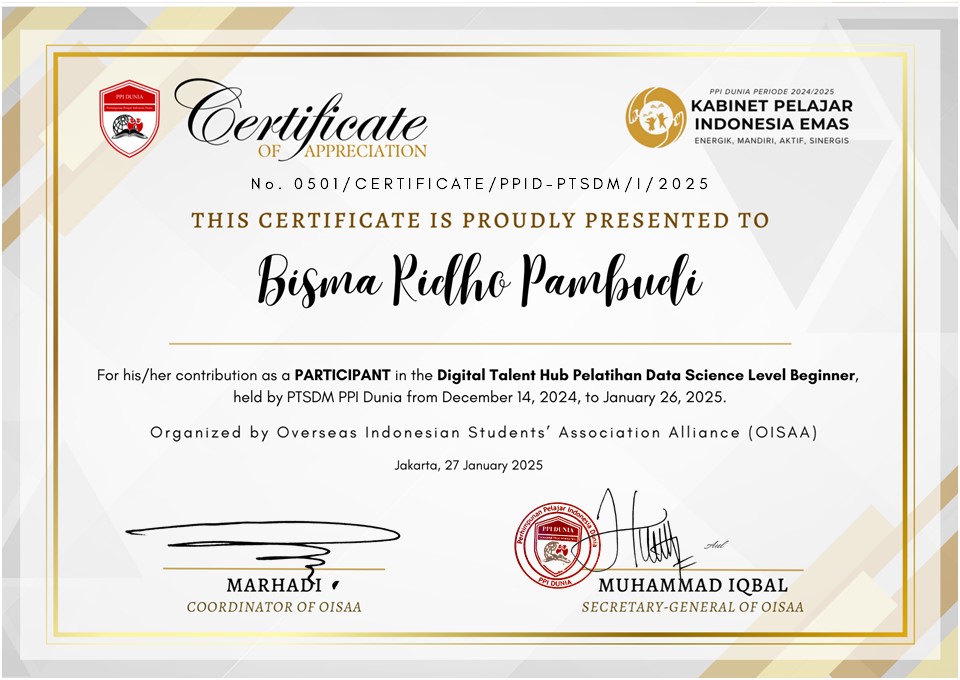 PPI DUNIA
Certificate
OF APPRECIATION
PPI DUNIA PERIODE 2024/2025
KABINET PELAJAR
INDONESIA EMAS
ENERGIK, MANDIRI, AKTIF, SINERGIS
No. 0501/CERTIFICATE/PPID-PTSDM/I/2025
THIS CERTIFICATE IS PROUDLY PRESENTED TO
Bisma Ridho Pambudi
For his/her contribution as a PARTICIPANT in the Digital Talent Hub Pelatihan Data Science Level Beginner,
held by PTSDM PPI Dunia from December 14, 2024, to January 26, 2025.
Organized by Overseas Indonesian Students’ Association Alliance (OISAA)
Jakarta, 27 January 2025
Perhimpunan Pelajar Indonesia Dunia
PPI DUNIA
PPI DUNIA
MARHADI
COORDINATOR OF OISAA
MUHAMMAD IQBAL
SECRETARY-GENERAL OF OISAA